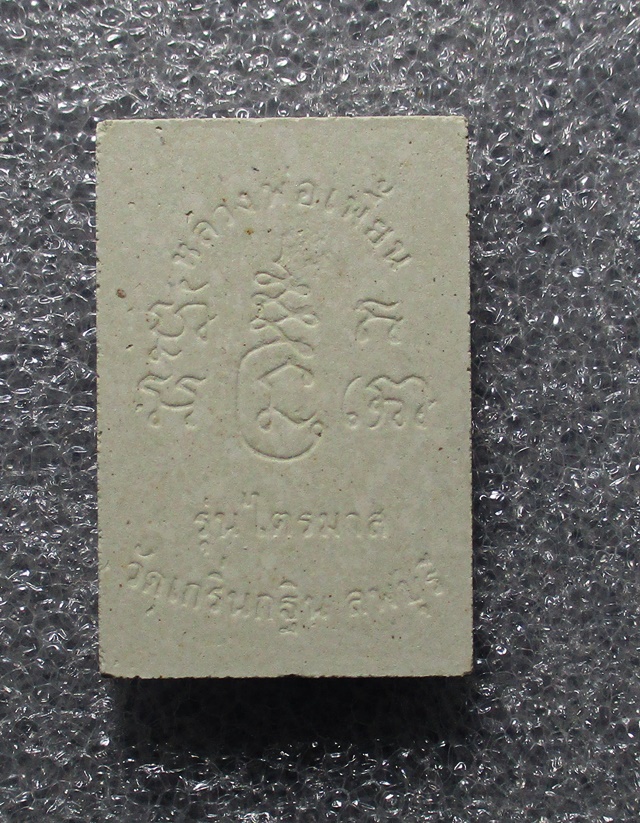 หลวงพ่อเพี้ยน
รุ่นไตรมาส
วัดเกริ่นกฐิน ลพบุรี